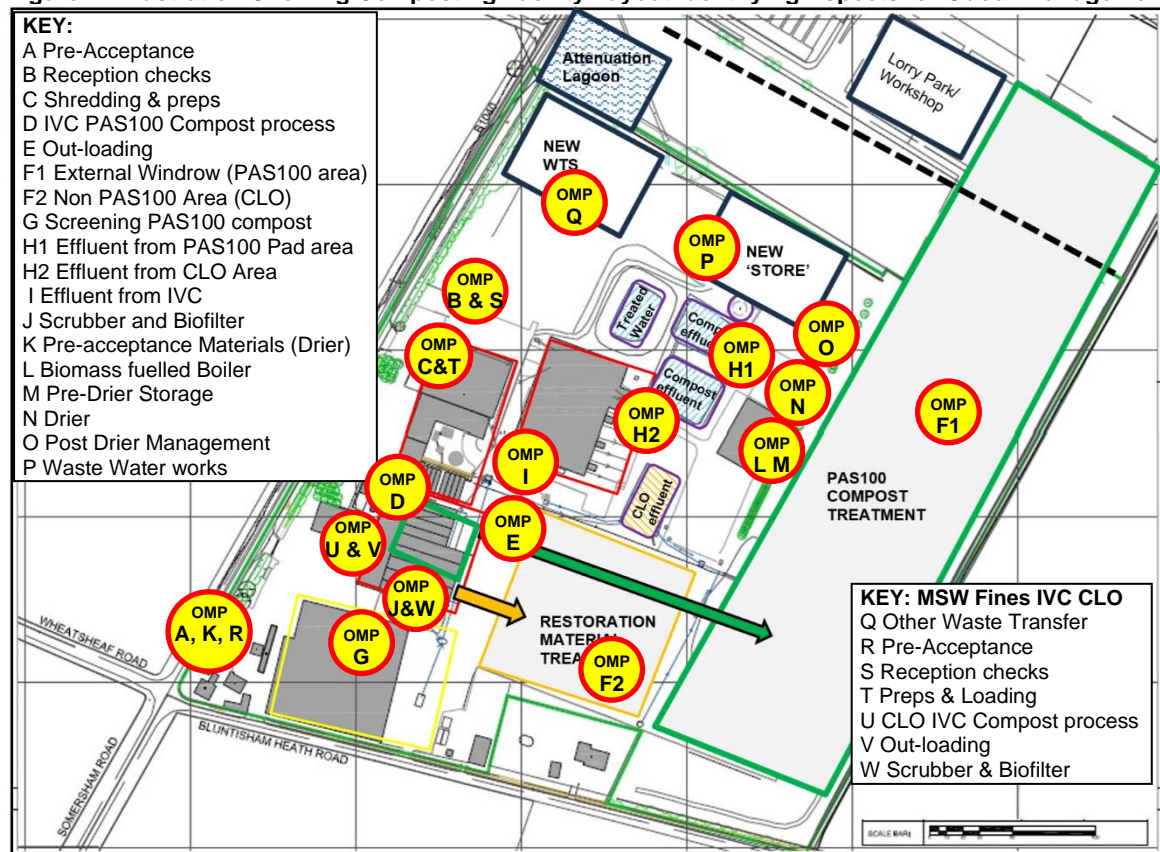 KEY:
A Pre-Acceptance
B Reception checks
C Shredding & preps
D IVC PAS100 Compost process
E Out-loading
F1 External Windrow (PAS100 area)
F2 Non PAS100 Area (CLO)
G Screening PAS100 compost
H1 Effluent from PAS100 Pad area
H2 Effluent from CLO Area
I Effluent from IVC
J Scrubber and Biofilter
K Pre-acceptance Materials (Drier)
L Biomass fuelled Boiler
M Pre-Drier Storage
N Drier
O Post Drier Management
P Waste Water works
Attenuation
Lagoon
Lorry Park/
Workshop
B1040
NEW
WTS
OMP
Q
OMP
P
NEW
'STORE'
OMP
B & S
Treated
Water
OMP
C&T
OMP
H1
OMP
O
Compost
effluent
OMP
N
OMP
H2
OMP
F1
OMP
L M
OMP
I
PAS100
COMPOST
TREATMENT
OMP
D
CLO
effluent
OMP
E
OMP
U & V
OMP
J&W
OMP
A, K, R
OMP
G
RESTORATION
MATERIAL
OMP
F2
WHEATSHEAF ROAD
BLUNTISHAM HEATH ROAD
SOMERSHAM ROAD
KEY: MSW Fines IVC CLO
Q Other Waste Transfer
R Pre-Acceptance
S Reception checks
T Preps & Loading
U CLO IVC Compost process
V Out-loading
W Scrubber & Biofilter
SCALE BAR: